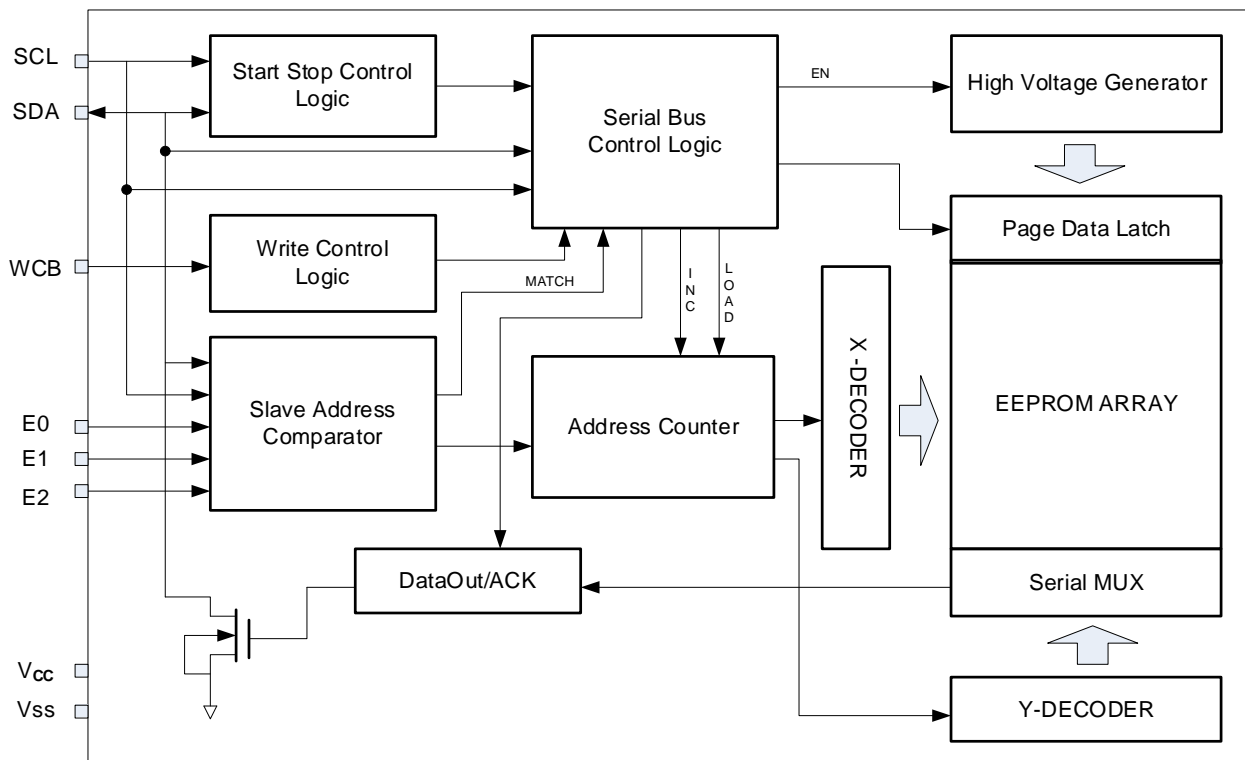 SCL
Start Stop Control
Logic
Serial Bus
Control Logic
EN
High Voltage Generator
SDA
Write Control
Logic
Page Data Latch
WCB
MATCH
INC
LOAD
X -DECODER
EEPROM ARRAY
E0
Slave Address
Comparator
Address Counter
E1
E2
DataOut/ACK
Serial MUX
Vcc
Vss
Y-DECODER